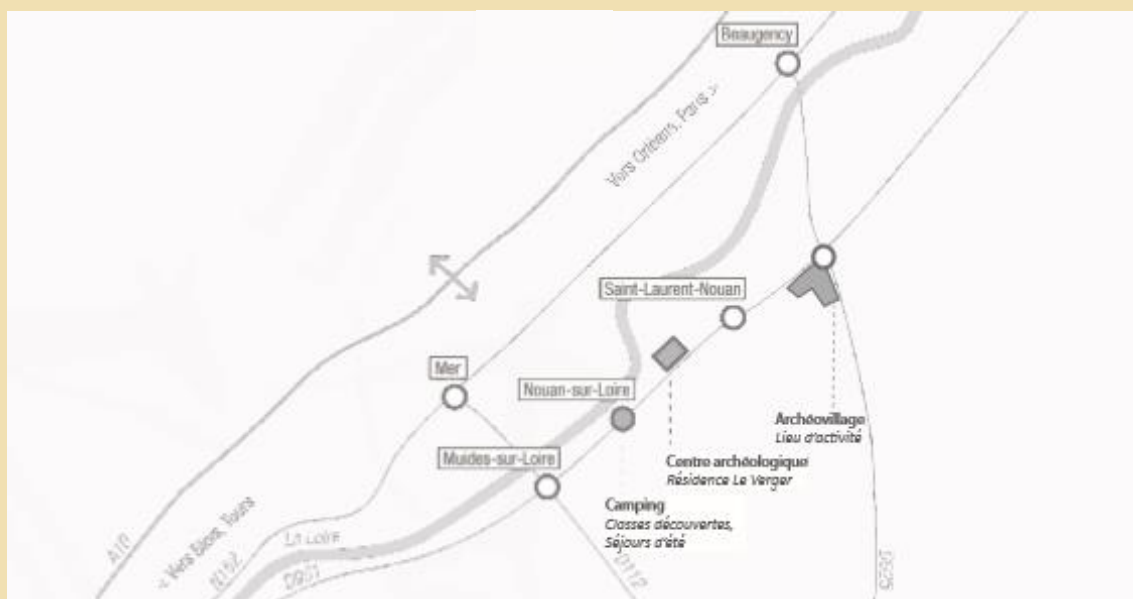 Beaugency
Vers Orléans, Paris >
Saint-Laurent-Nouan
Mer
Nouan-sur-Loire
Archéovillage
Lieu d'activité
Muides-sur-Loire
Centre archéologique
Résidence Le Verger
Camping
Classes découvertes,
Séjours d'été
< Vers Blois, Tours
A10
N152
La Loire
D951
D112
D925